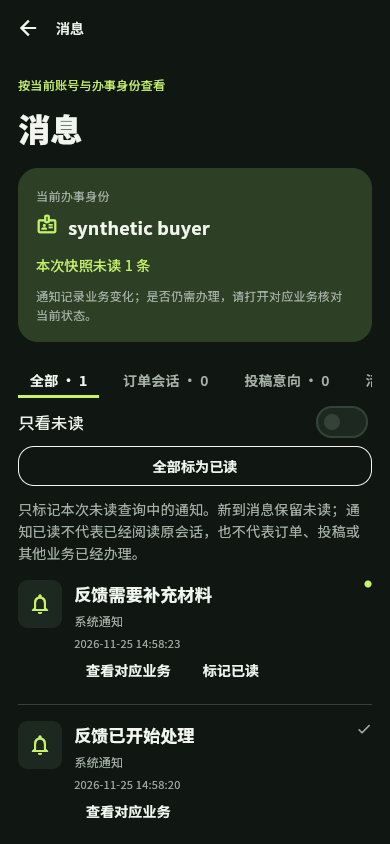 消息
按当前账号与办事身份查看
消息
当前办事身份
synthetic buyer
本次快照未读 1 条
通知记录业务变化；是否仍需办理，请打开对应业务核对
当前状态。
全部 · 1 订单会话 · 0 投稿意向 · 0
只看未读
全部标为已读
只标记本次未读查询中的通知。新到消息保留未读；通
知已读不代表已经阅读原会话，也不代表订单、投稿或
其他业务已经办理。
反馈需要补充材料
系统通知
2026-11-25 14:58:23
查看对应业务 标记已读
反馈已开始处理
系统通知
2026-11-25 14:58:20
查看对应业务